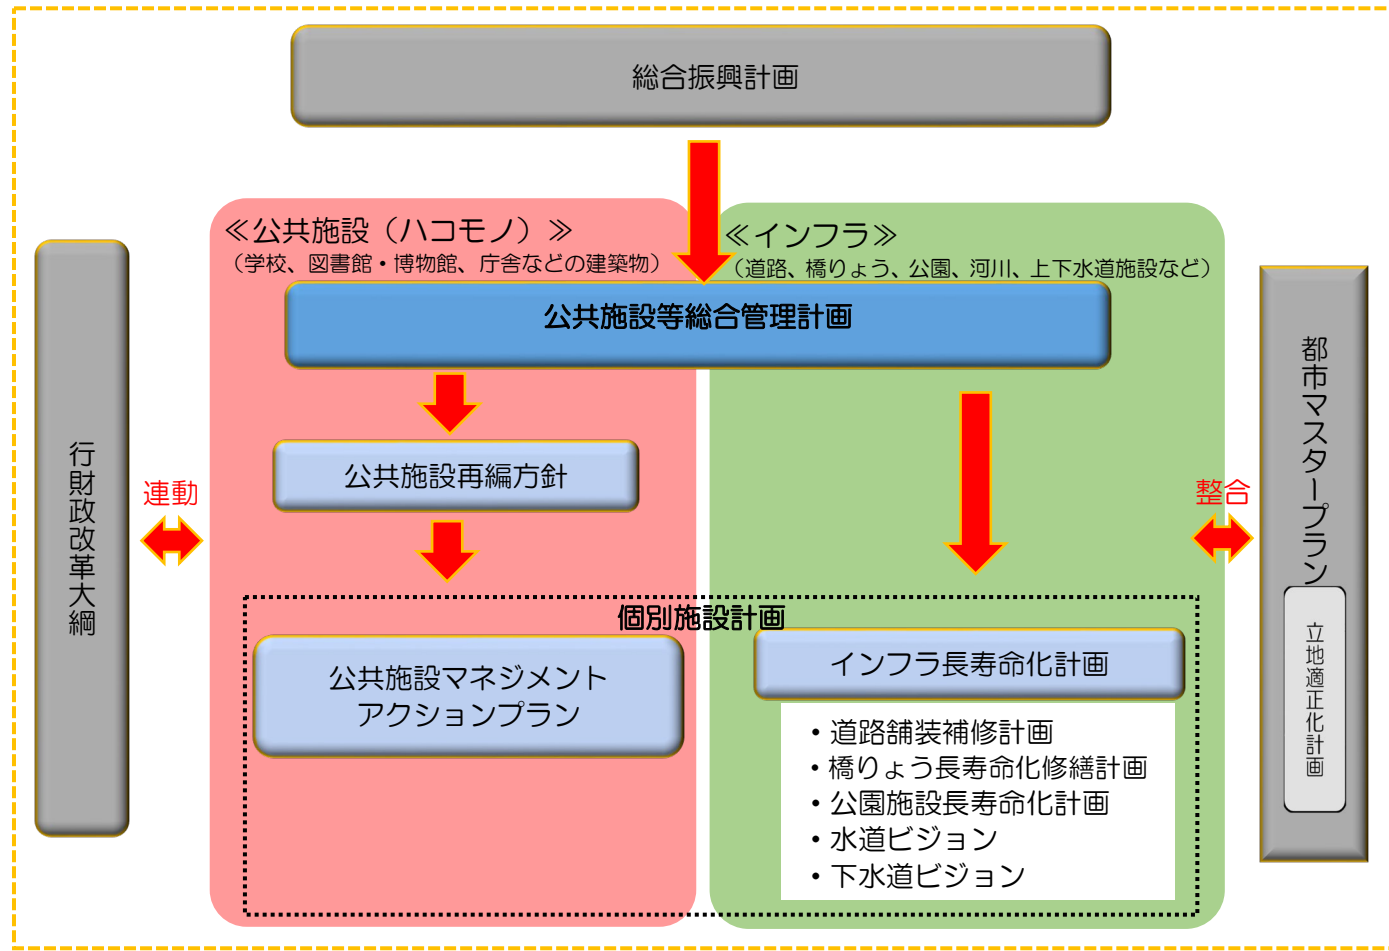 総合振興計画
≪公共施設（ハコモノ）≫
（学校、図書館・博物館、庁舎などの建築物）
≪インフラ≫
（道路、橋りょう、公園、河川、上下水道施設など）
公共施設等総合管理計画
行財政改革大綱
連動
公共施設再編方針
整合
都市マスタープラン
立地適正化計画
個別施設計画
公共施設マネジメント
アクションプラン
インフラ長寿命化計画
・道路舗装補修計画
・橋りょう長寿命化修繕計画
・公園施設長寿命化計画
・水道ビジョン
・下水道ビジョン